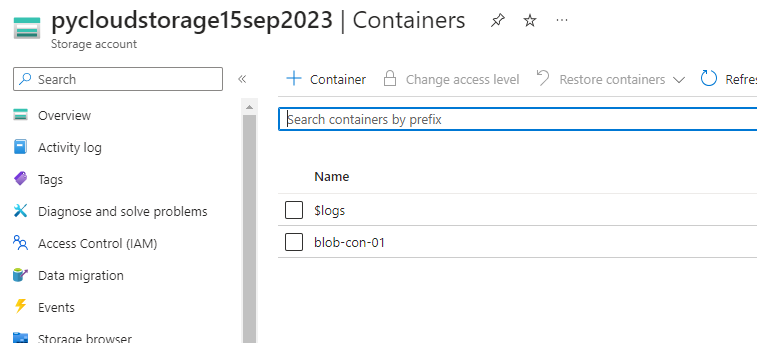 pycloudstorage15sep2023 | Containers
Storage account
Search
Container
Change access level
Restore containers
Search containers by prefix
Overview
Activity log
Tags
Diagnose and solve problems
Access Control (IAM)
Data migration
Events
Storage browser
Name
$logs
blob-con-01